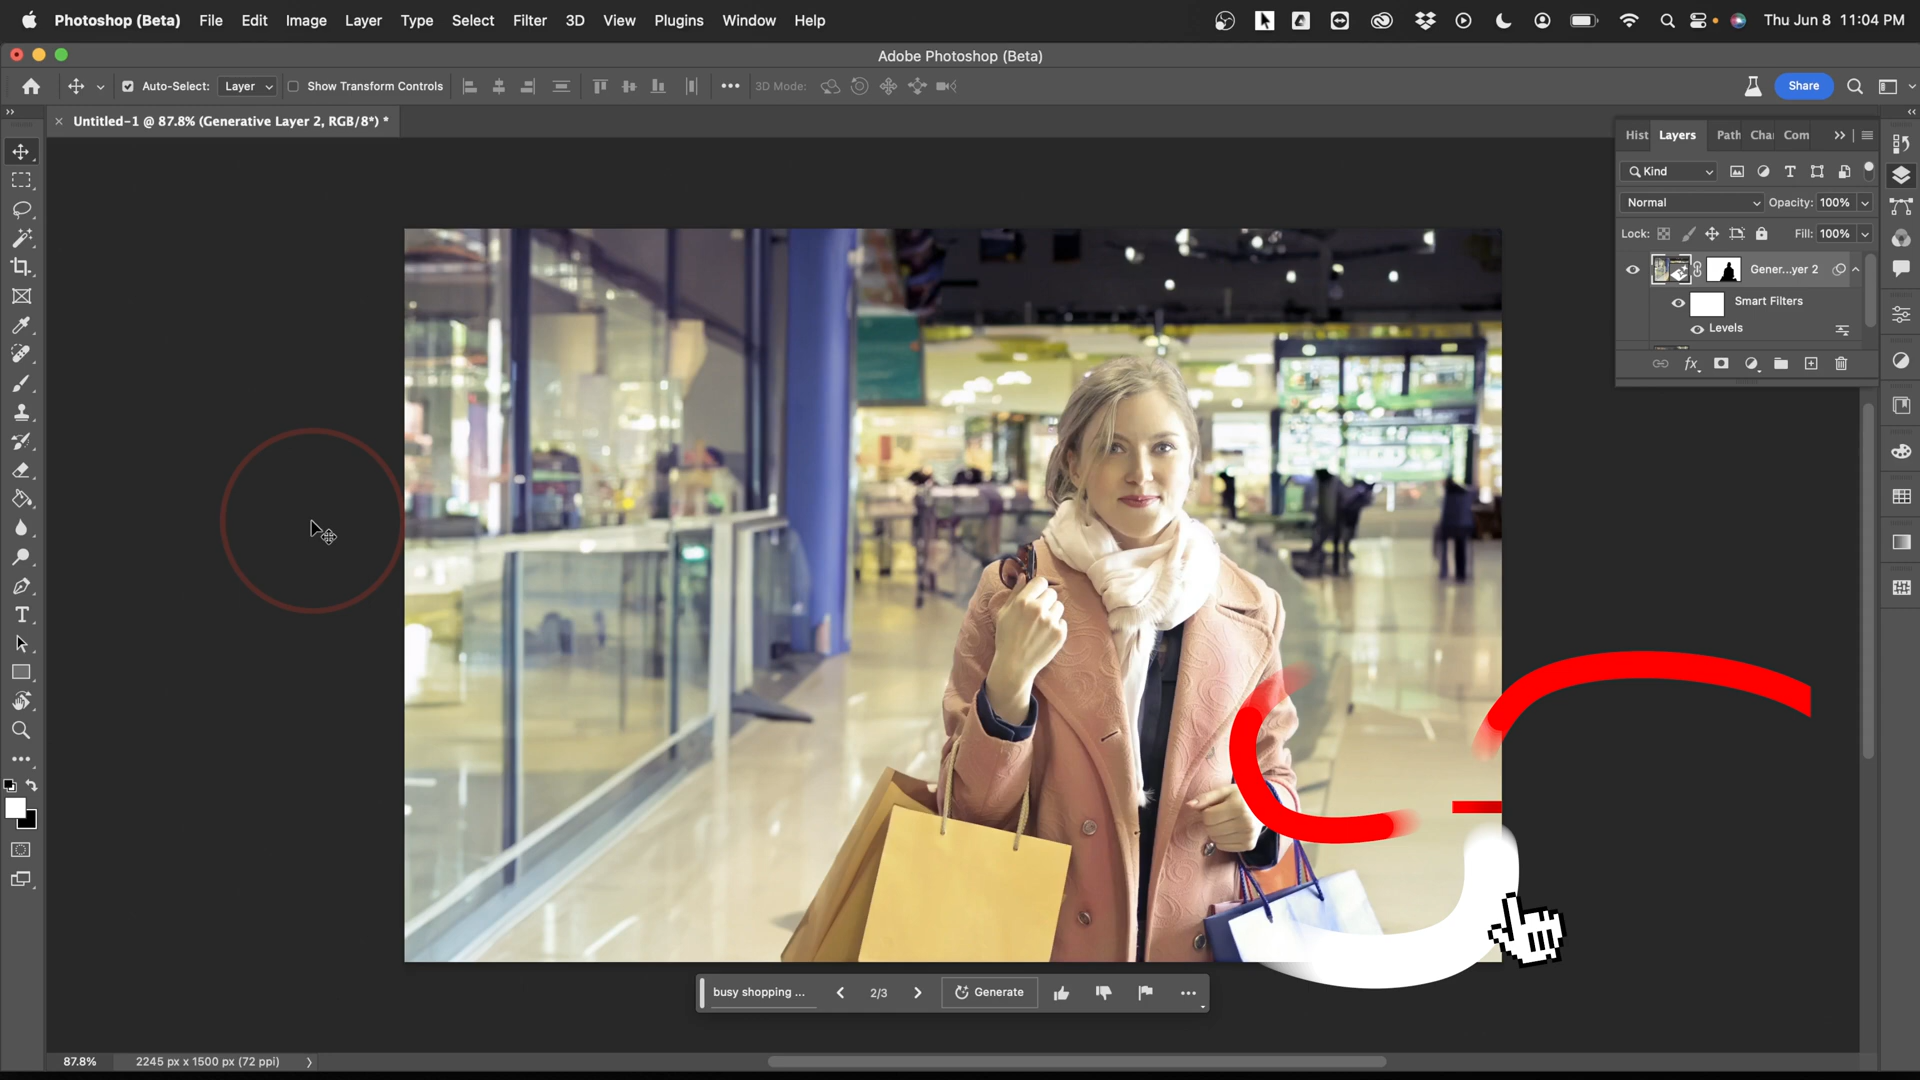 Photoshop (Beta) File Edit Image Layer Type Select Filter 3D View Plugins Window Help Thu Jun 8 11:04 PM
Adobe Photoshop (Beta)
Auto-Select: Layer Show Transform Controls 3D Mode: Share
Untitled-1 @ 87.8% (Generative Layer 2, RGB/8*) *
Hist Layers Path Cha Com
Kind
Normal Opacity: 100%
Lock: Fill: 100%
Gener...yer 2
Smart Filters
Levels
fx
busy shopping ... 2/3 Generate
87.8% 2245 px x 1500 px (72 ppi)